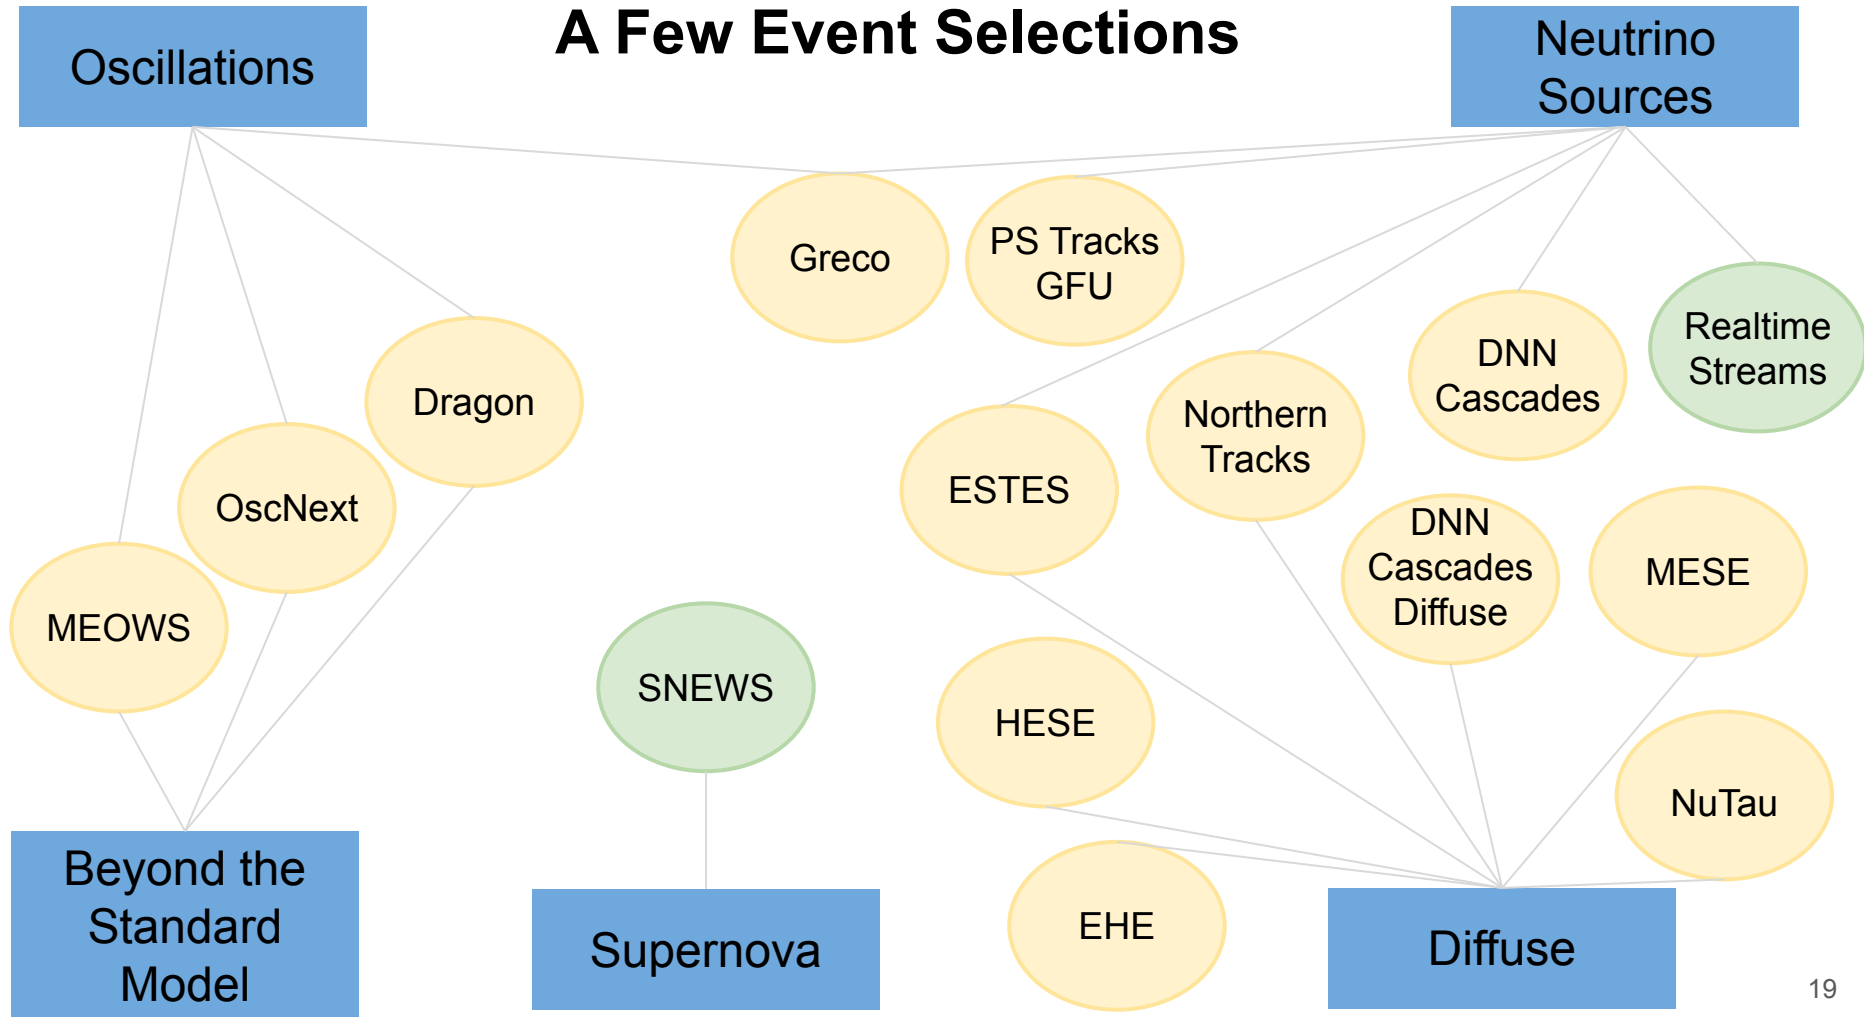 A Few Event Selections
Oscillations
Neutrino
Sources
Greco
PS Tracks
GFU
Realtime
Streams
DNN
Cascades
Dragon
Northern
Tracks
ESTES
OscNext
DNN
Cascades
Diffuse
MESE
MEOWS
SNEWS
HESE
NuTau
Beyond the
Standard
Model
Supernova
EHE
Diffuse
19